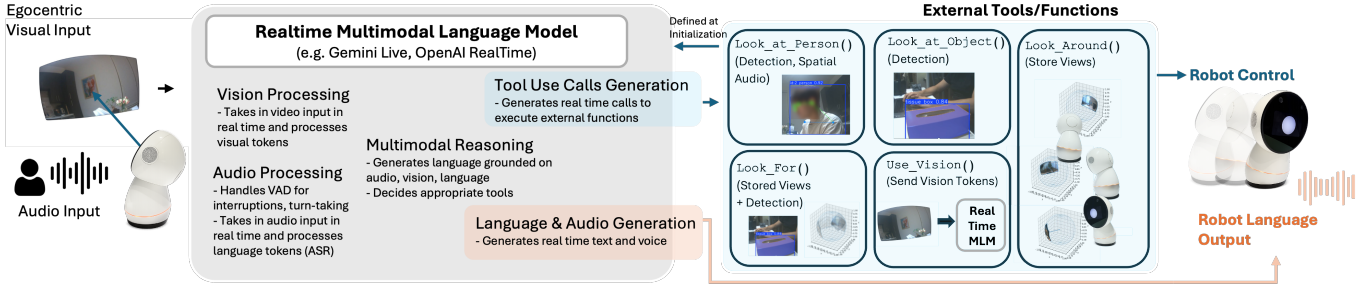 Egocentric
Visual Input
Audio Input
Realtime Multimodal Language Model
(e.g. Gemini Live, OpenAI RealTime)
Vision Processing
- Takes in video input in
real time and processes
visual tokens
Audio Processing
- Handles VAD for
interruptions, turn-taking
- Takes in audio input in
real time and processes
language tokens (ASR)
Multimodal Reasoning
- Generates language grounded on
audio, vision, language
- Decides appropriate tools
Tool Use Calls Generation
- Generates real time calls to
execute external functions
Language & Audio Generation
- Generates real time text and voice
Defined at
Initialization
External Tools/Functions
Look_at_Person()
(Detection, Spatial
Audio)
Look_at_Object()
(Detection)
tissue box 0.84
Look_Around()
(Store Views)
Look_For()
(Stored Views
+ Detection)
Use_Vision()
(Send Vision Tokens)
Real
Time
MLM
Robot Control
Robot Language
Output